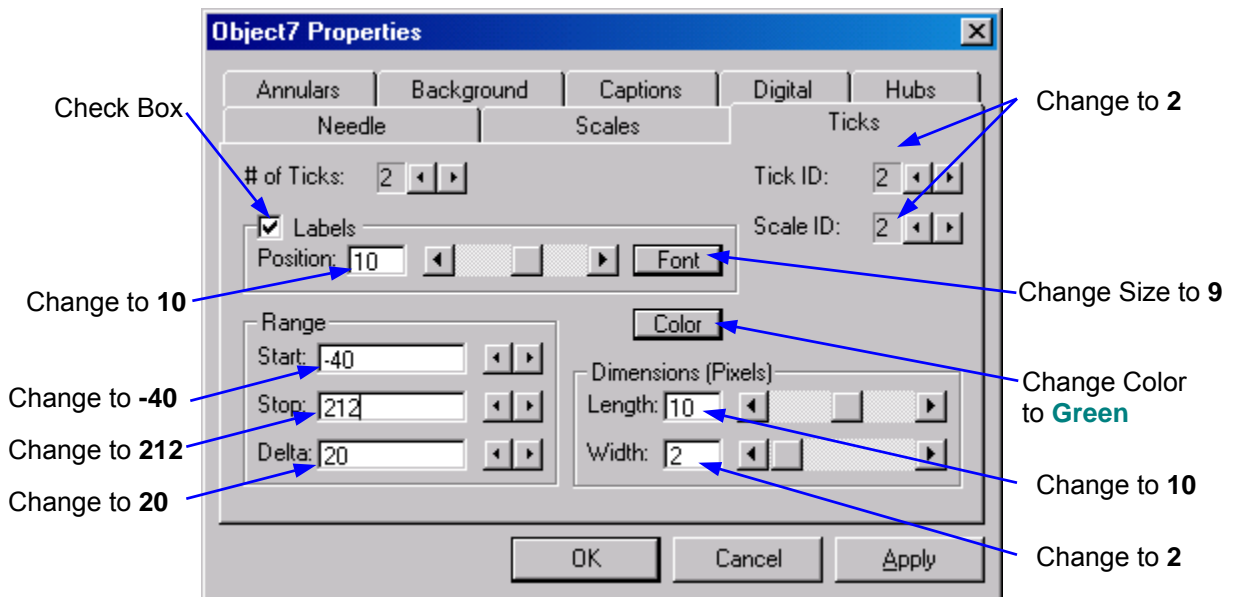 Object7 Properties
Annulars Background Captions Digital Hubs
Needle Scales Ticks
Check Box
Change to 2
# of Ticks: 2
Tick ID: 2
Labels
Scale ID: 2
Position: 10
Font
Change to 10
Change Size to 9
Range
Color
Start: -40
Dimensions (Pixels)
Change to -40
Change Color
to Green
Stop: 212
Length: 10
Change to 212
Delta: 20
Width: 2
Change to 20
Change to 10
OK Cancel Apply
Change to 2